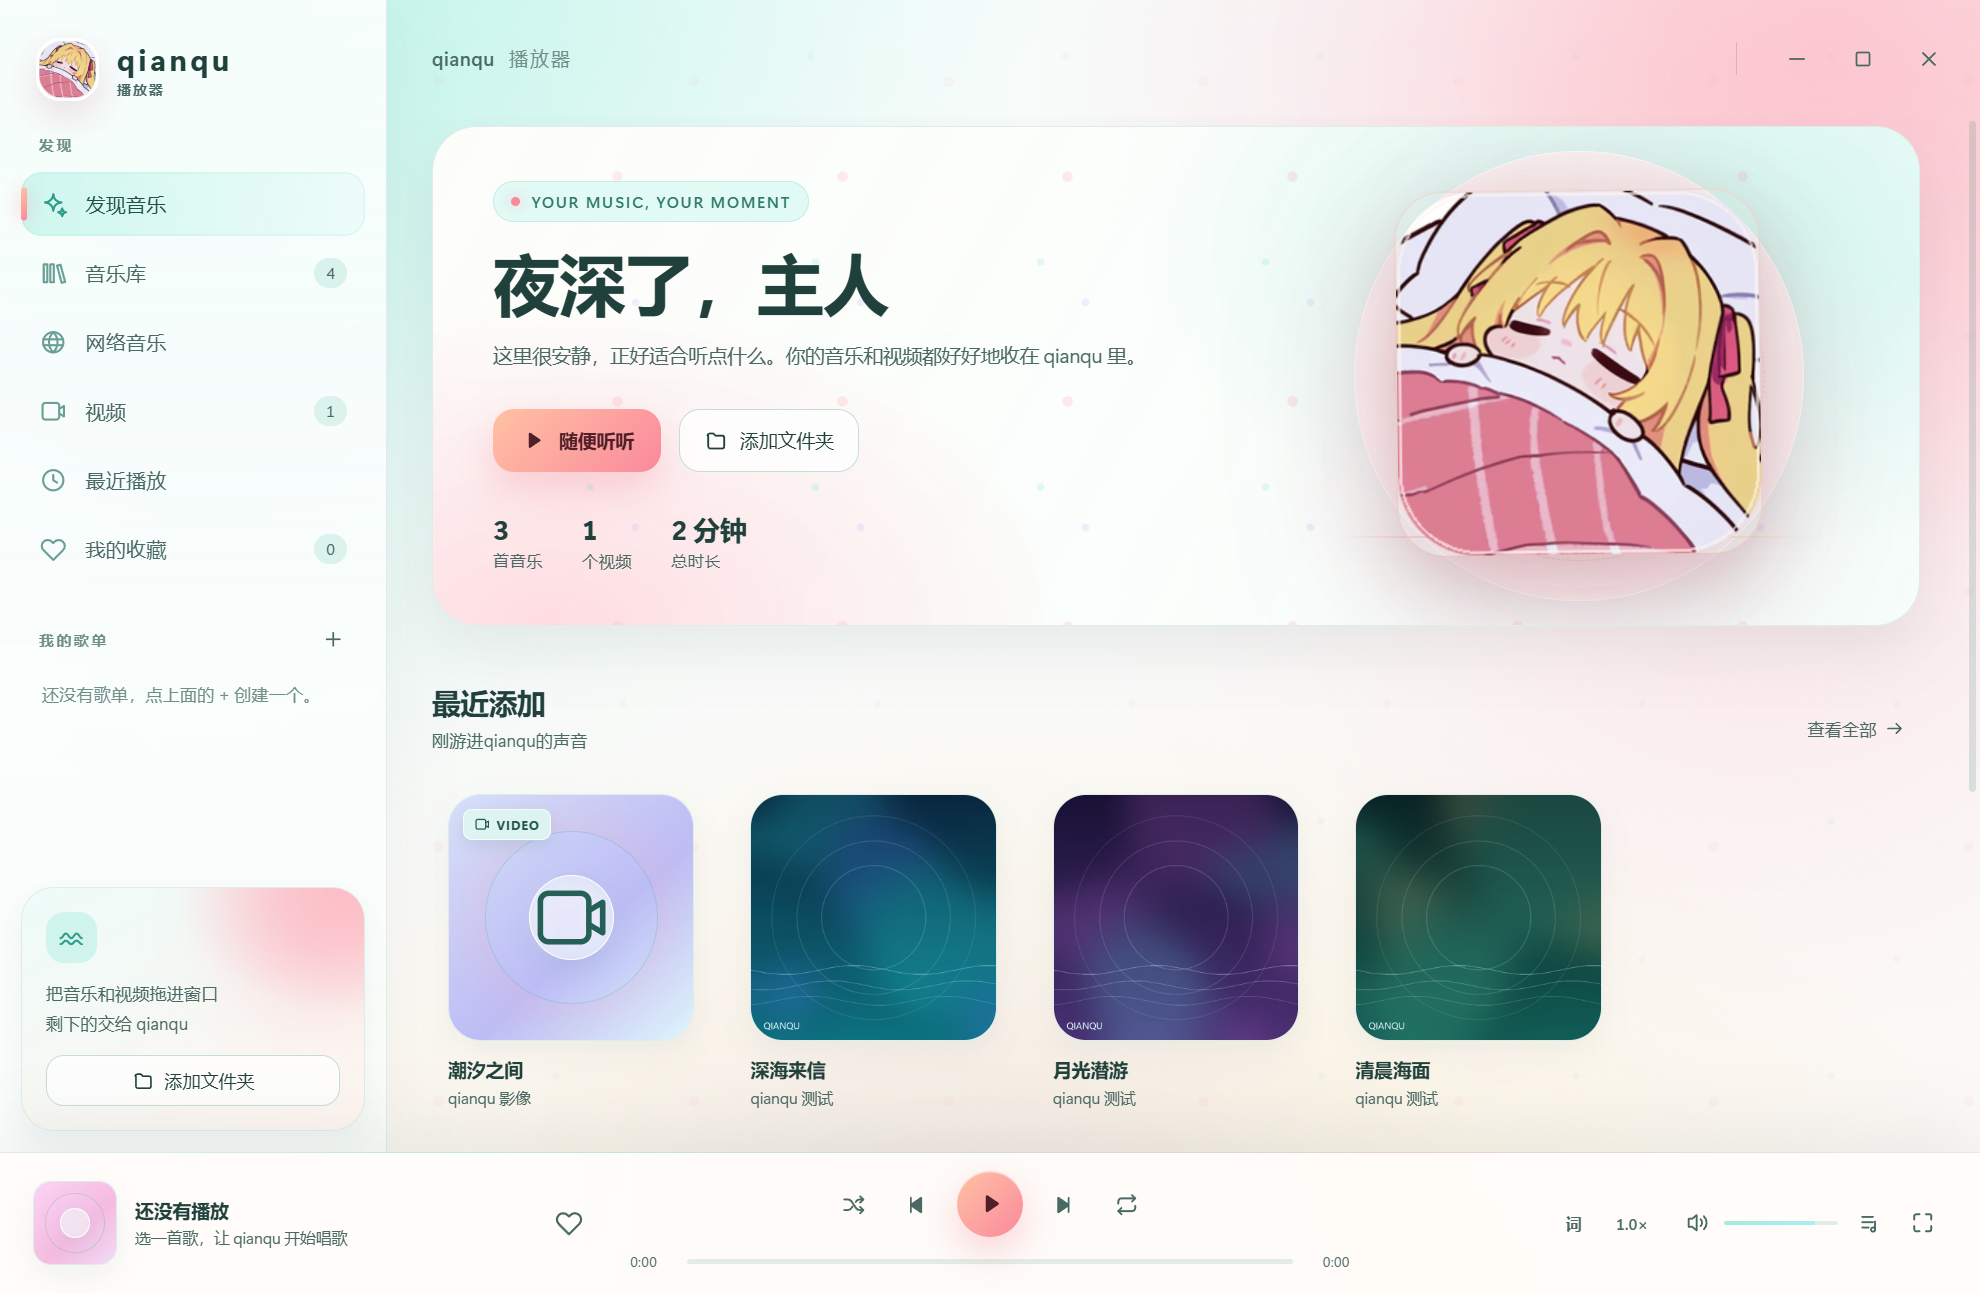 qianqu
播放器
发现
发现音乐
音乐库 4
网络音乐
视频 1
最近播放
我的收藏 0
我的歌单 +
还没有歌单，点上面的 + 创建一个。
把音乐和视频拖进窗口
剩下的交给 qianqu
添加文件夹
qianqu 播放器
YOUR MUSIC, YOUR MOMENT
夜深了，主人
这里很安静，正好适合听点什么。你的音乐和视频都好好地收在 qianqu 里。
随便听听 添加文件夹
3 1 2 分钟
首音乐 个视频 总时长
最近添加
刚游进qianqu的声音
查看全部 →
VIDEO
QIANQU QIANQU QIANQU
潮汐之间 深海来信 月光潜游 清晨海面
qianqu 影像 qianqu 测试 qianqu 测试 qianqu 测试
还没有播放
选一首歌，让 qianqu 开始唱歌
0:00 0:00
词 1.0×